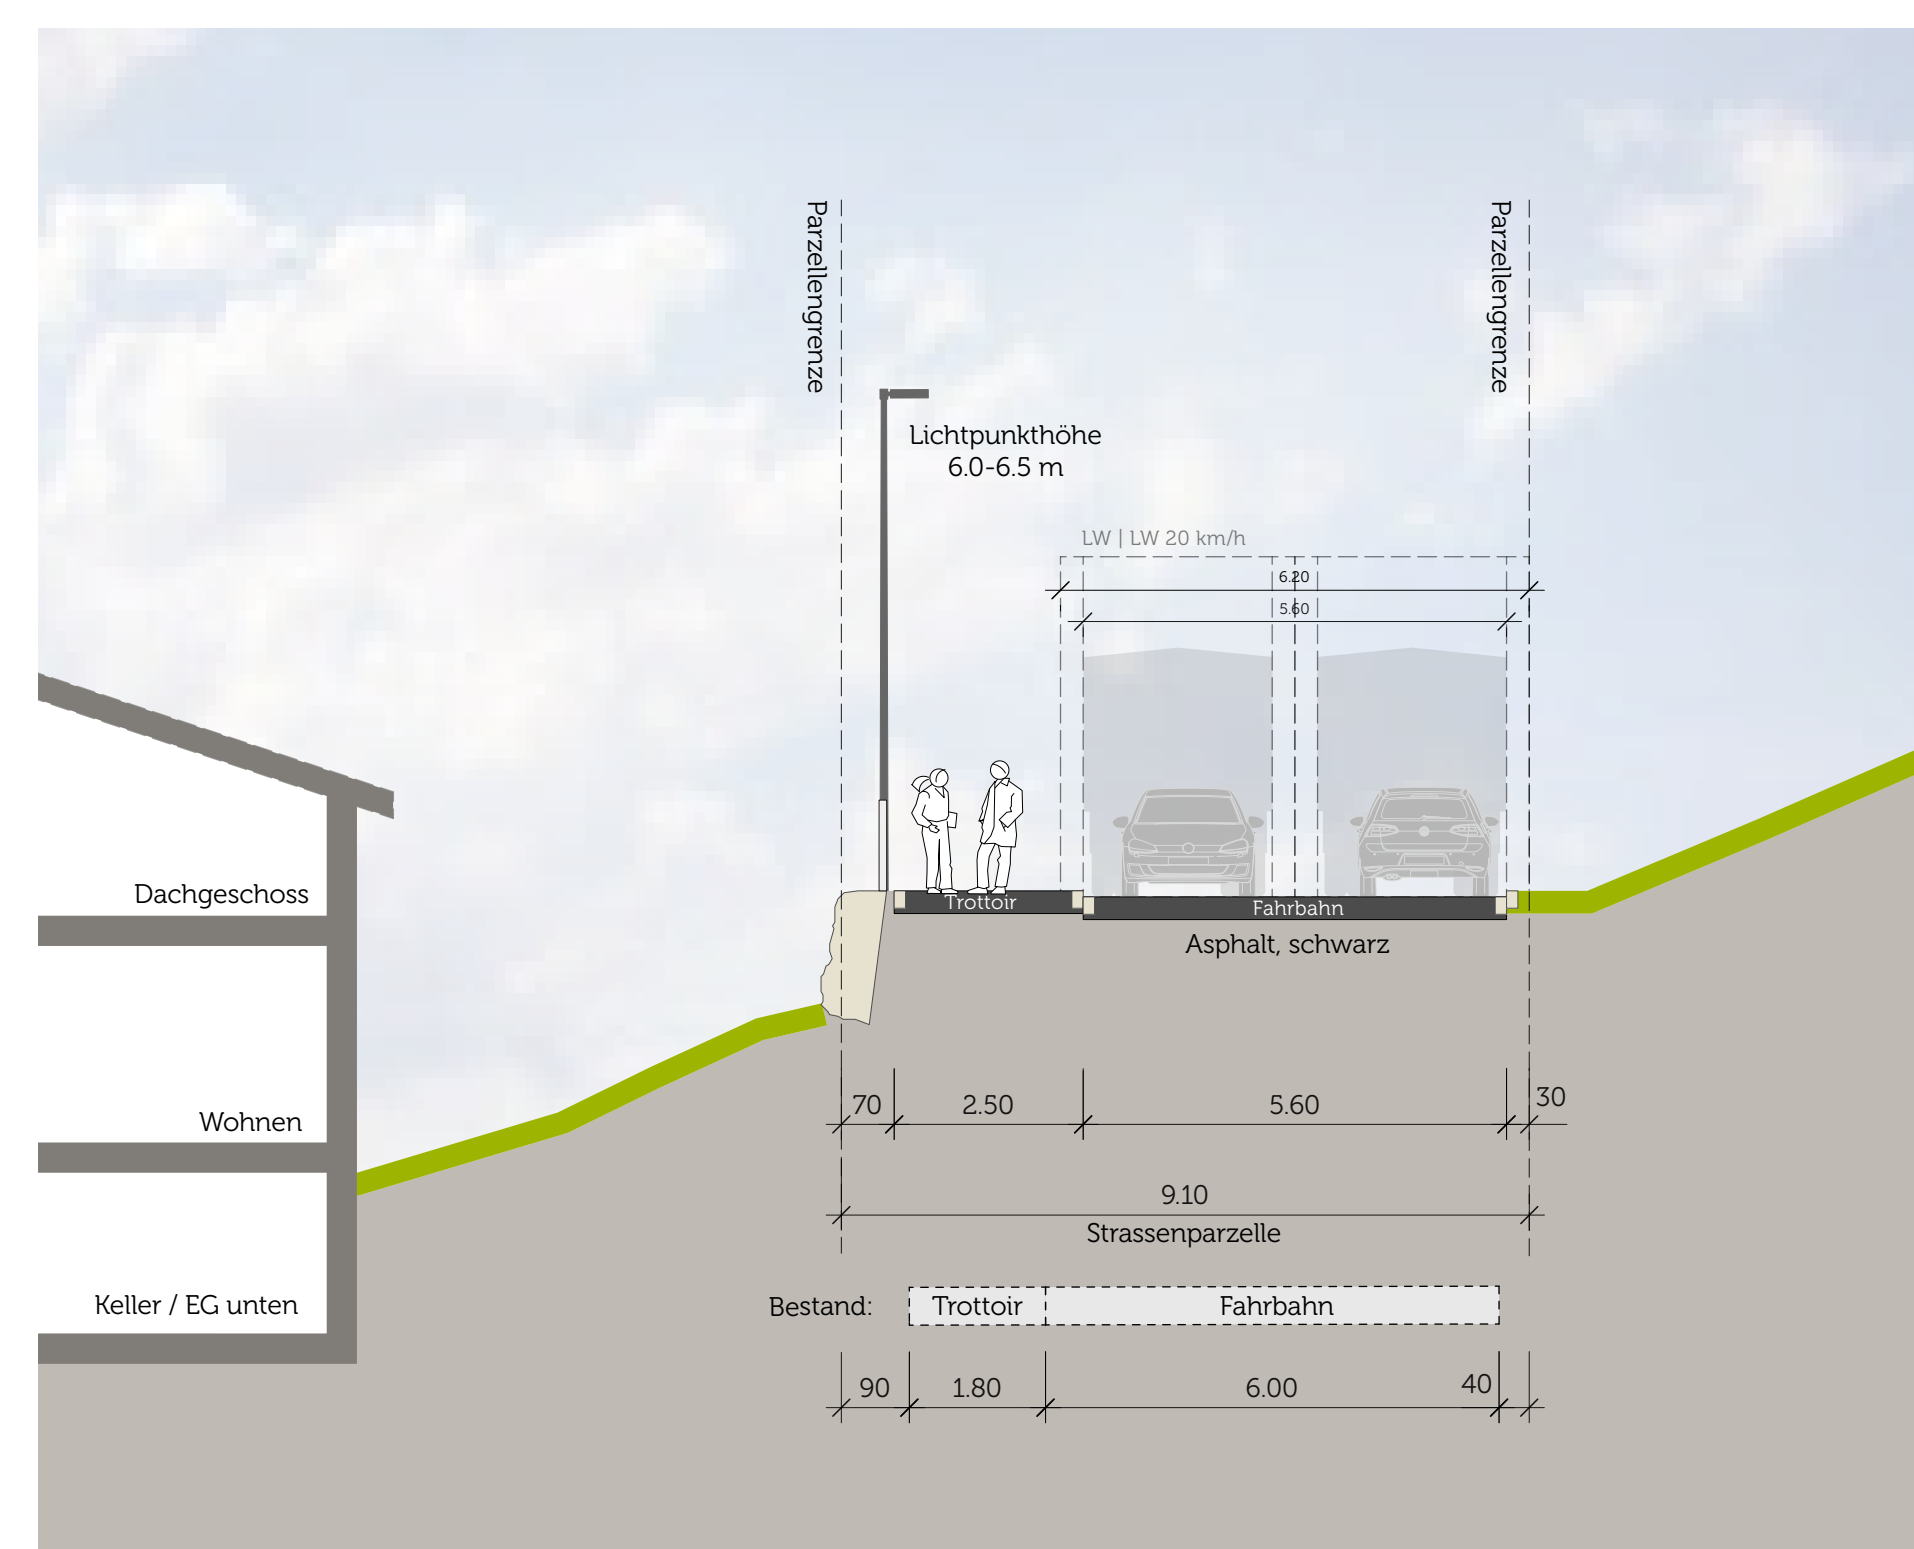 Parzellengrenze
Parzellengrenze
Lichtpunkthöhe
6.0-6.5 m
LW | LW 20 km/h
6.20
5.60
Dachgeschoss
Trottoir
Fahrbahn
Asphalt, schwarz
Wohnen
70
2.50
5.60
30
9.10
Strassenparzelle
Keller / EG unten
Bestand:
Trottoir
Fahrbahn
90
1.80
6.00
40